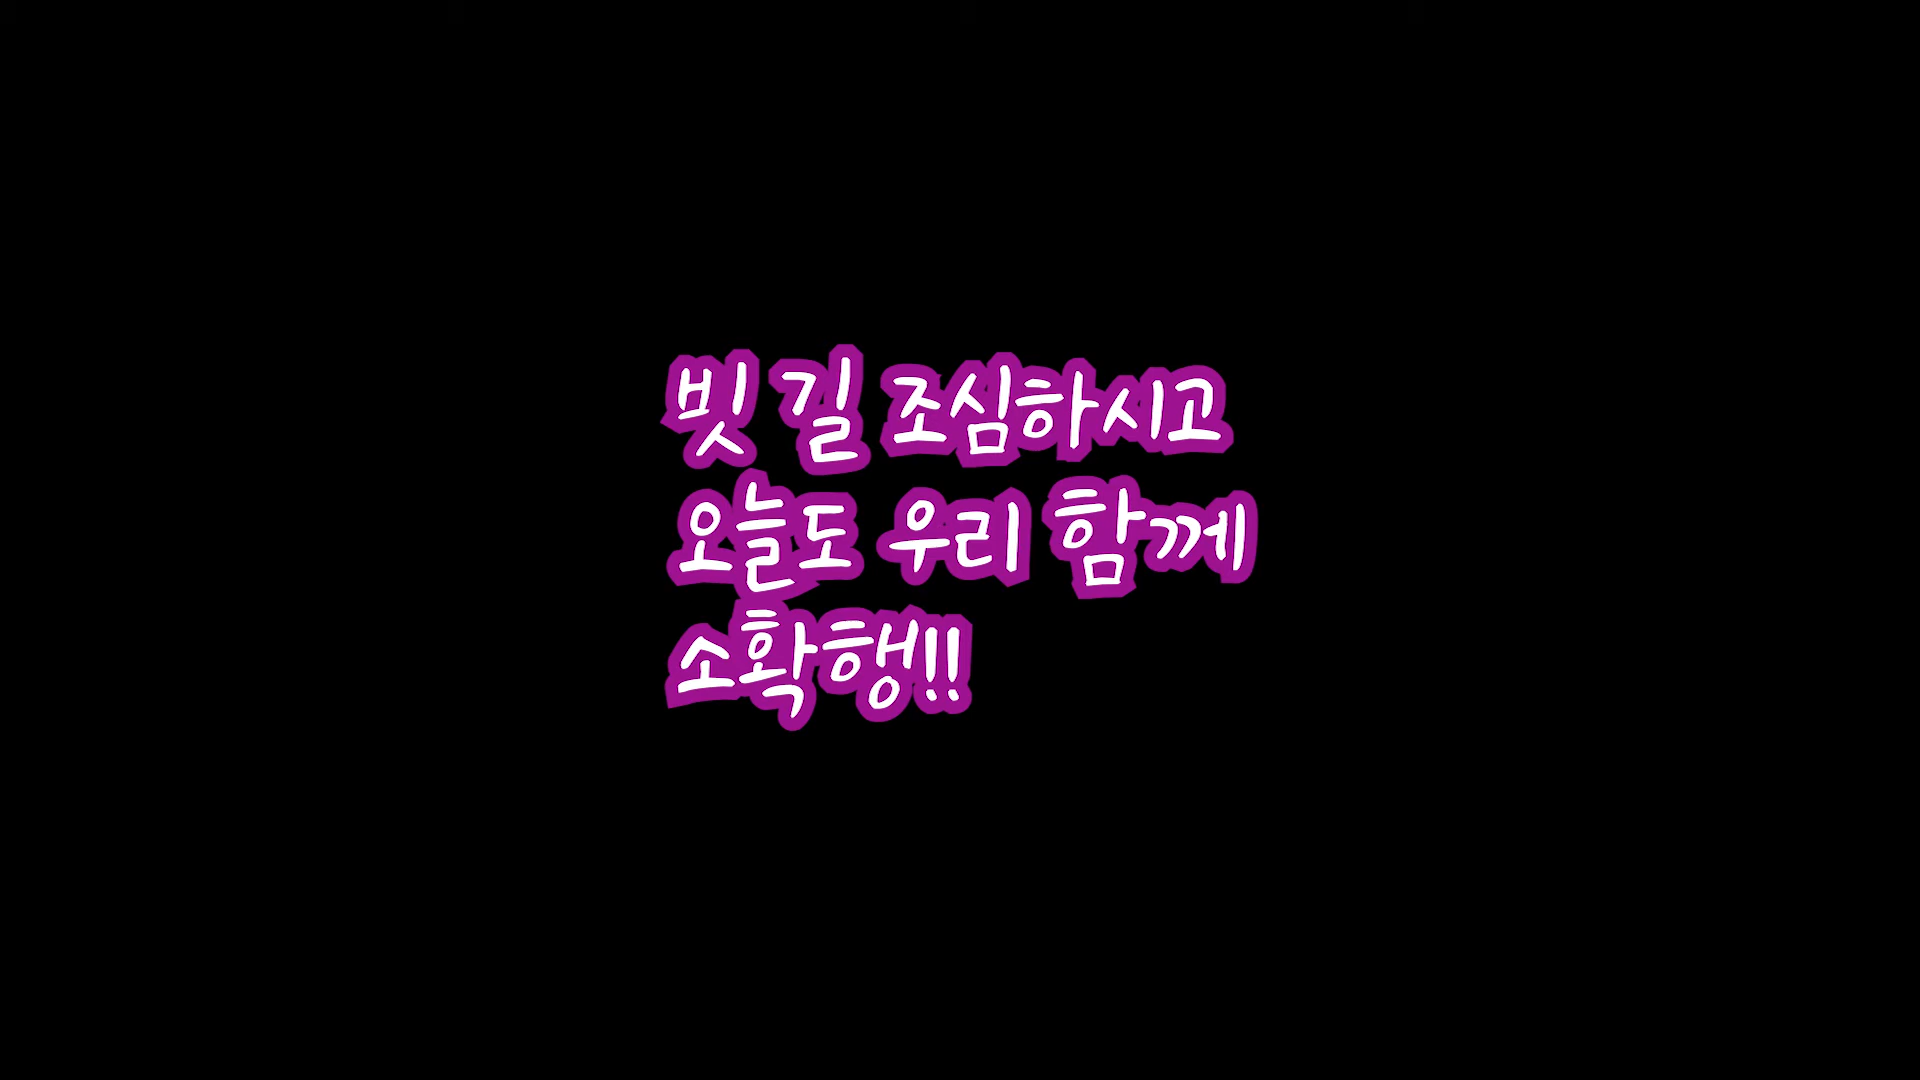 빗 길 조심하시고
오늘도 우리 함께
소확행!!